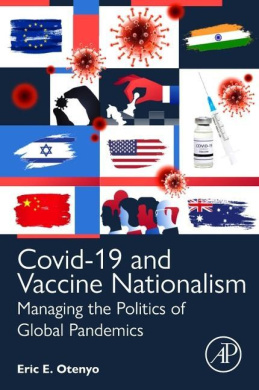 Covid-19
Covid-19 and
Vaccine Nationalism
Managing the Politics of
Global Pandemics
Eric E. Otenyo
AP